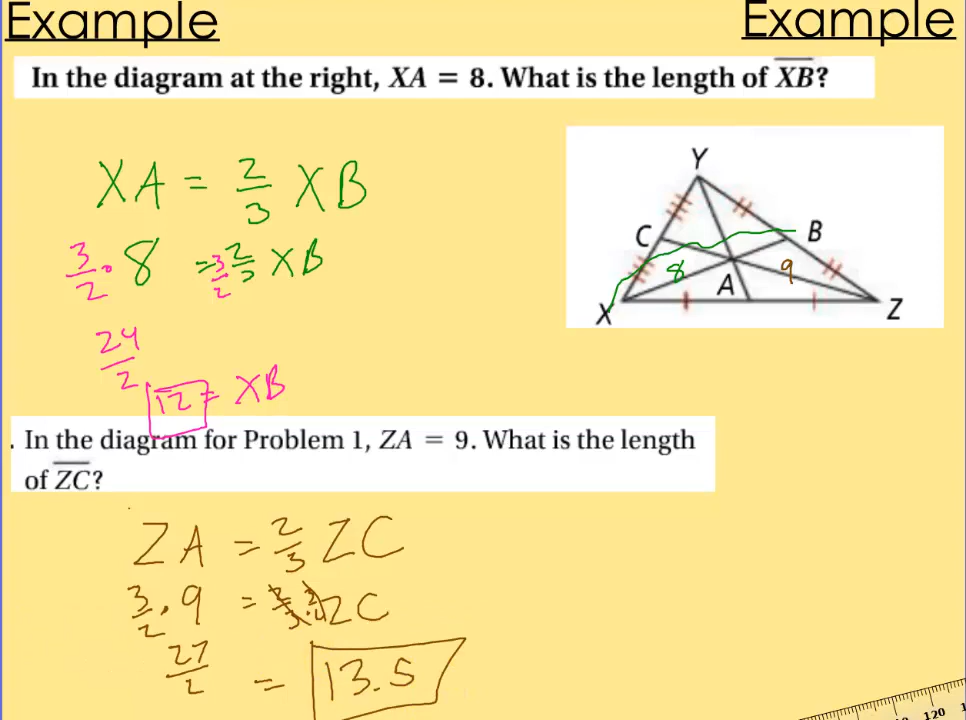 Example Example
In the diagram at the right, XA = 8. What is the length of X̅B̅?
XA = 2/3 XB
3/2 · 8 = 3/2 2/3 XB
24/2
12 = XB
Y
C
B
8
9
A
X
Z
. In the diagram for Problem 1, ZA = 9. What is the length
of Z̅C̅?
ZA = 2/3 ZC
3/2 · 9 = 2/3 · 3/2 ZC
27/2 = 13.5
120